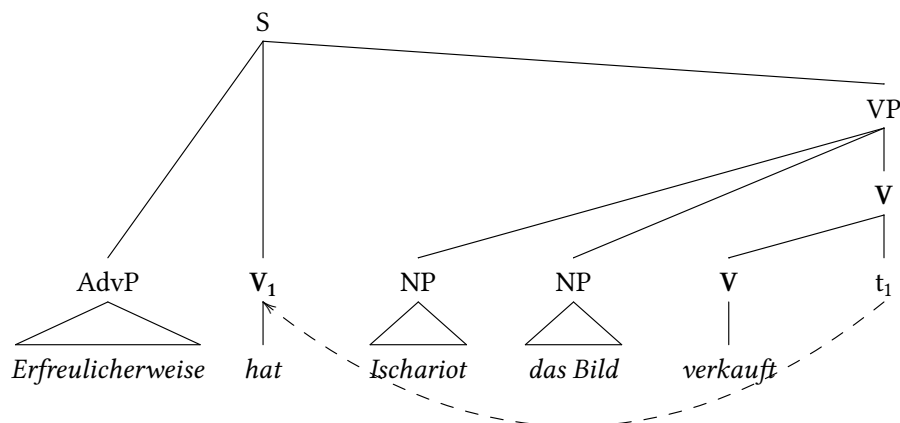 S
VP
V
AdvP V₁ NP NP V t₁
Erfreulicherweise hat Ischariot das Bild verkauft